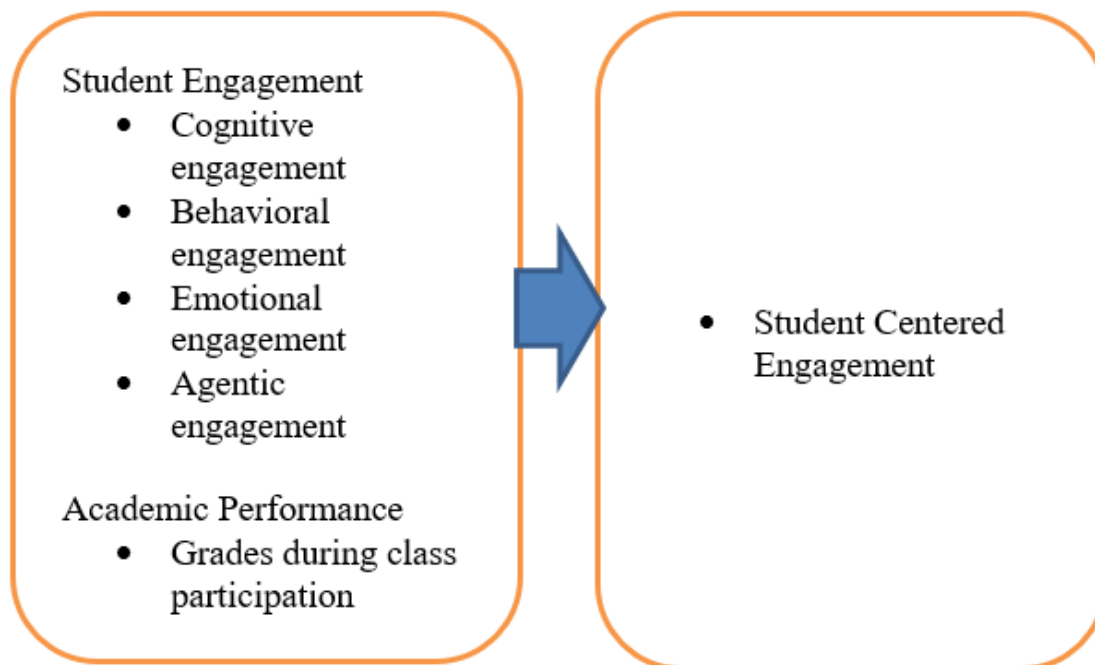 Student Engagement
• Cognitive
engagement
• Behavioral
engagement
• Emotional
engagement
• Agentic
engagement
Academic Performance
• Grades during class
participation
• Student Centered
Engagement